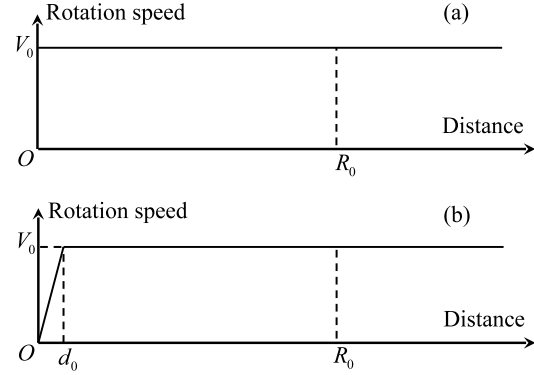 Rotation speed
(a)
V₀
Distance
O
R₀
Rotation speed
(b)
V₀
Distance
O
d₀
R₀